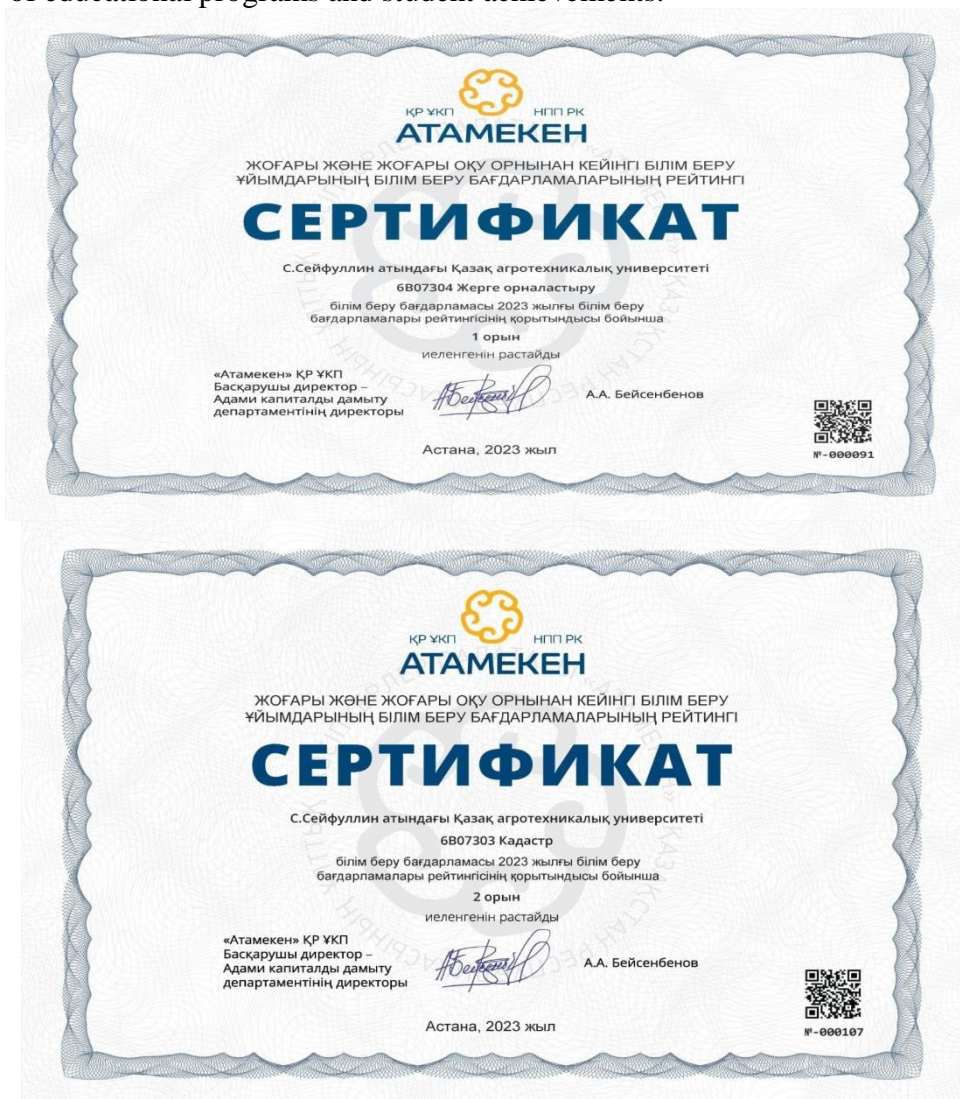 of educational programs and student achievements.
ҚР ҰКП НПП РК
АТАМЕКЕН
ЖОҒАРЫ ЖӘНЕ ЖОҒАРЫ ОҚУ ОРНЫНАН КЕЙІНГІ БІЛІМ БЕРУ
ҰЙЫМДАРЫНЫҢ БІЛІМ БЕРУ БАҒДАРЛАМАЛАРЫНЫҢ РЕЙТИНГІ
СЕРТИФИКАТ
С.Сейфуллин атындағы Қазақ агротехникалық университеті
6В07304 Жерге орналастыру
білім беру бағдарламасы 2023 жылғы білім беру
бағдарламалары рейтингісінің қорытындысы бойынша
1 орын
иеленгенін растайды
«Атамекен» ҚР ҰКП
Басқарушы директор –
Адами капиталды дамыту
департаментінің директоры
А.А. Бейсенбенов
Астана, 2023 жыл
№-000091
ҚР ҰКП НПП РК
АТАМЕКЕН
ЖОҒАРЫ ЖӘНЕ ЖОҒАРЫ ОҚУ ОРНЫНАН КЕЙІНГІ БІЛІМ БЕРУ
ҰЙЫМДАРЫНЫҢ БІЛІМ БЕРУ БАҒДАРЛАМАЛАРЫНЫҢ РЕЙТИНГІ
СЕРТИФИКАТ
С.Сейфуллин атындағы Қазақ агротехникалық университеті
6В07303 Кадастр
білім беру бағдарламасы 2023 жылғы білім беру
бағдарламалары рейтингісінің қорытындысы бойынша
2 орын
иеленгенін растайды
«Атамекен» ҚР ҰКП
Басқарушы директор –
Адами капиталды дамыту
департаментінің директоры
А.А. Бейсенбенов
Астана, 2023 жыл
№-000107